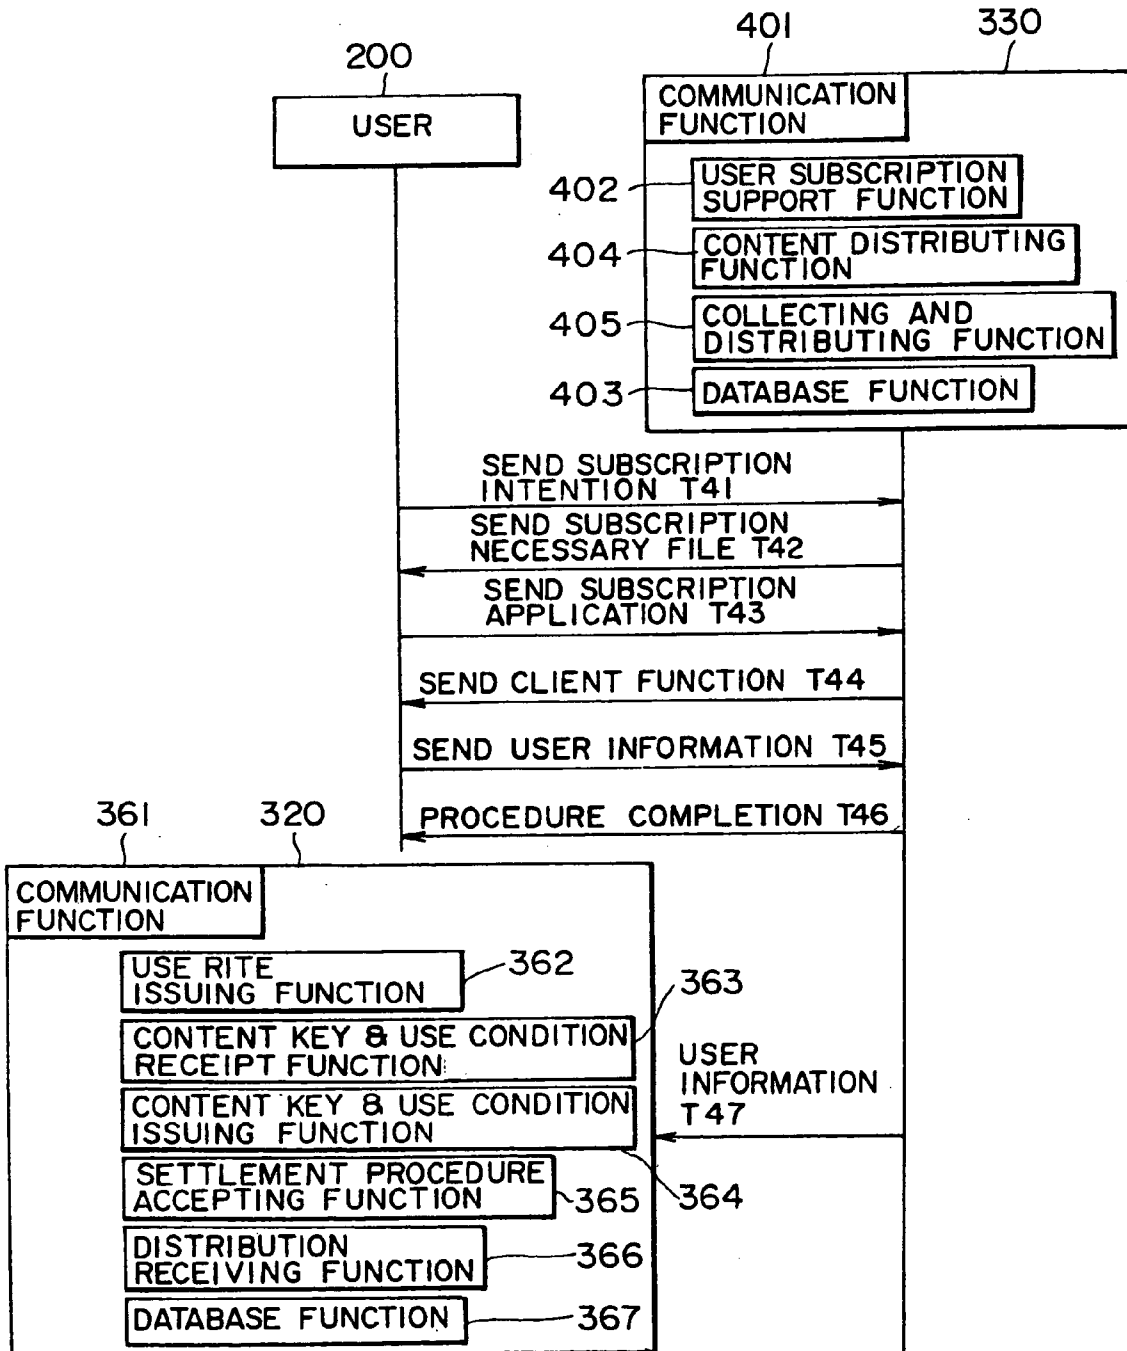 401
330
200
COMMUNICATION
FUNCTION
USER
402
USER SUBSCRIPTION
SUPPORT FUNCTION
404
CONTENT DISTRIBUTING
FUNCTION
405
COLLECTING AND
DISTRIBUTING FUNCTION
403
DATABASE FUNCTION
SEND SUBSCRIPTION
INTENTION T41
SEND SUBSCRIPTION
NECESSARY FILE T42
SEND SUBSCRIPTION
APPLICATION T43
SEND CLIENT FUNCTION T44
SEND USER INFORMATION T45
PROCEDURE COMPLETION T46
361
320
COMMUNICATION
FUNCTION
USE RITE
ISSUING FUNCTION
362
363
CONTENT KEY & USE CONDITION
RECEIPT FUNCTION
USER
INFORMATION
T47
CONTENT KEY & USE CONDITION
ISSUING FUNCTION
364
SETTLEMENT PROCEDURE
ACCEPTING FUNCTION
365
DISTRIBUTION
RECEIVING FUNCTION
366
DATABASE FUNCTION
367